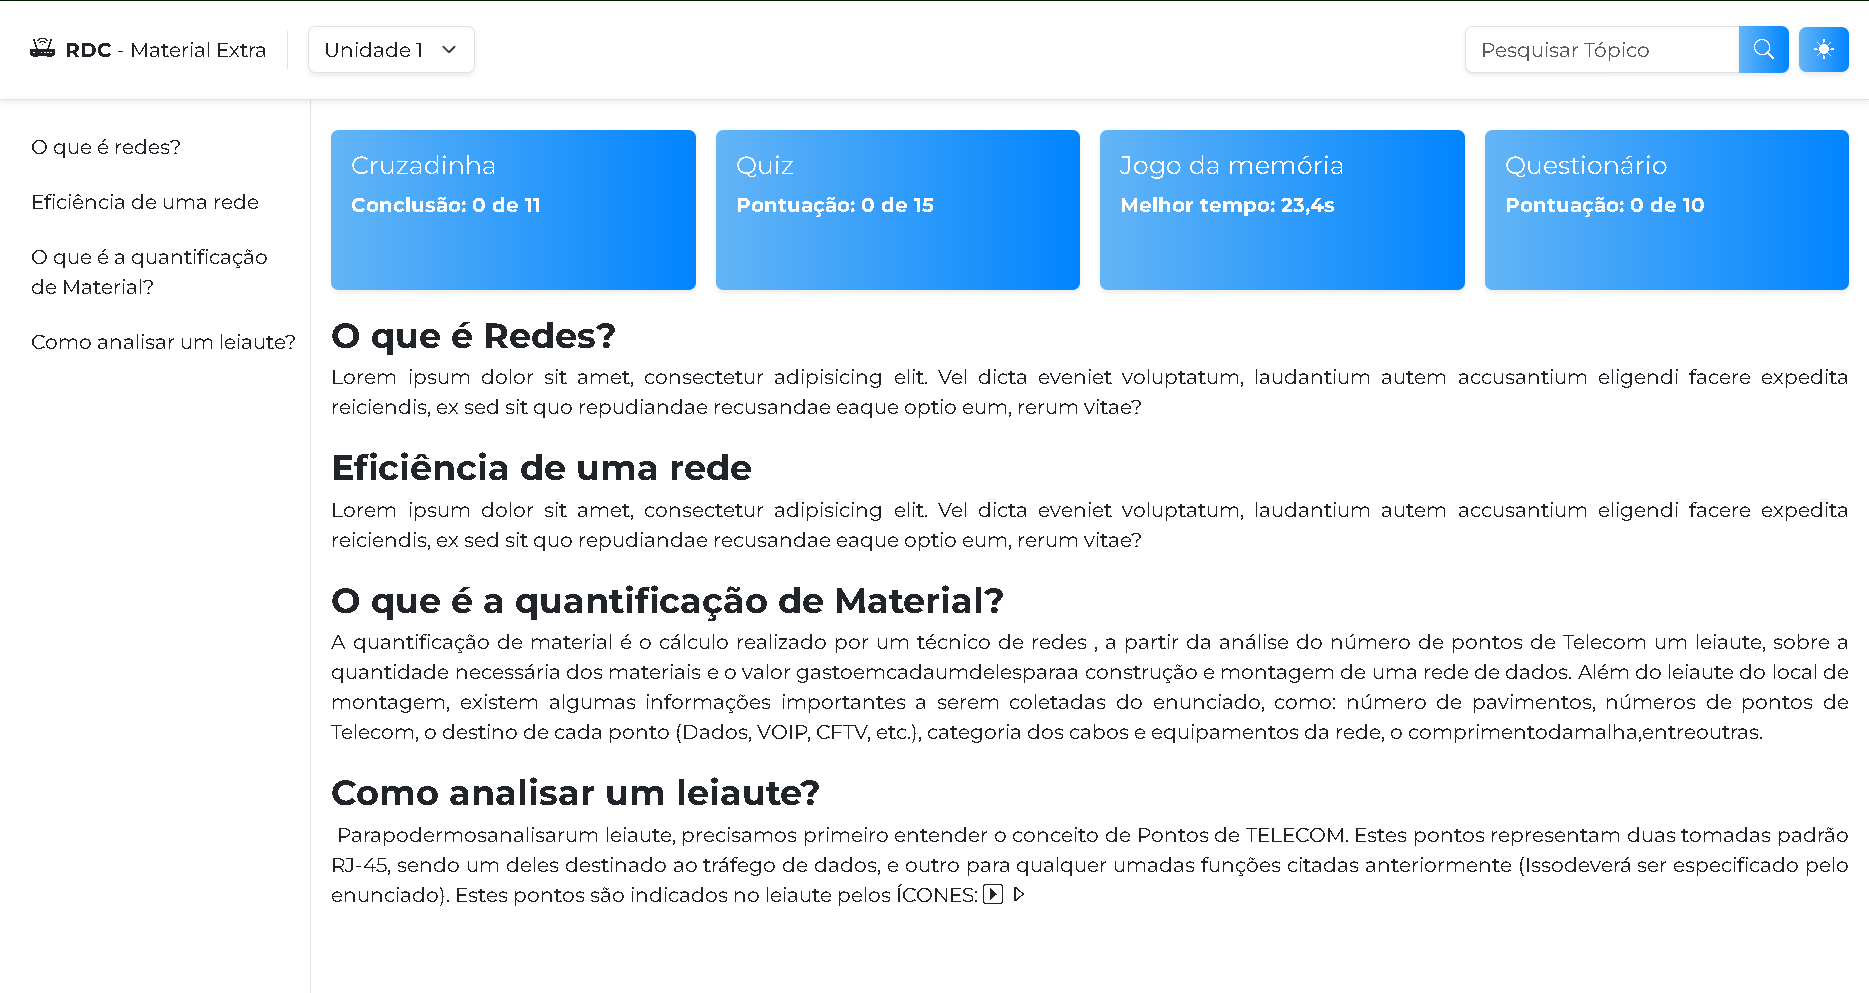 RDC - Material Extra
Unidade 1
Pesquisar Tópico
O que é redes?
Eficiência de uma rede
O que é a quantificação
de Material?
Como analisar um leiaute?
Cruzadinha
Conclusão: 0 de 11
Quiz
Pontuação: 0 de 15
Jogo da memória
Melhor tempo: 23,4s
Questionário
Pontuação: 0 de 10
O que é Redes?
Lorem ipsum dolor sit amet, consectetur adipisicing elit. Vel dicta eveniet voluptatum, laudantium autem accusantium eligendi facere expedita
reiciendis, ex sed sit quo repudiandae recusandae eaque optio eum, rerum vitae?
Eficiência de uma rede
Lorem ipsum dolor sit amet, consectetur adipisicing elit. Vel dicta eveniet voluptatum, laudantium autem accusantium eligendi facere expedita
reiciendis, ex sed sit quo repudiandae recusandae eaque optio eum, rerum vitae?
O que é a quantificação de Material?
A quantificação de material é o cálculo realizado por um técnico de redes , a partir da análise do número de pontos de Telecom um leiaute, sobre a
quantidade necessária dos materiais e o valor gastoemcadaumdelesparaa construção e montagem de uma rede de dados. Além do leiaute do local de
montagem, existem algumas informações importantes a serem coletadas do enunciado, como: número de pavimentos, números de pontos de
Telecom, o destino de cada ponto (Dados, VOIP, CFTV, etc.), categoria dos cabos e equipamentos da rede, o comprimentodamalha,entreoutras.
Como analisar um leiaute?
Parapodermosanalisarum leiaute, precisamos primeiro entender o conceito de Pontos de TELECOM. Estes pontos representam duas tomadas padrão
RJ-45, sendo um deles destinado ao tráfego de dados, e outro para qualquer umadas funções citadas anteriormente (Issodeverá ser especificado pelo
enunciado). Estes pontos são indicados no leiaute pelos ÍCONES: